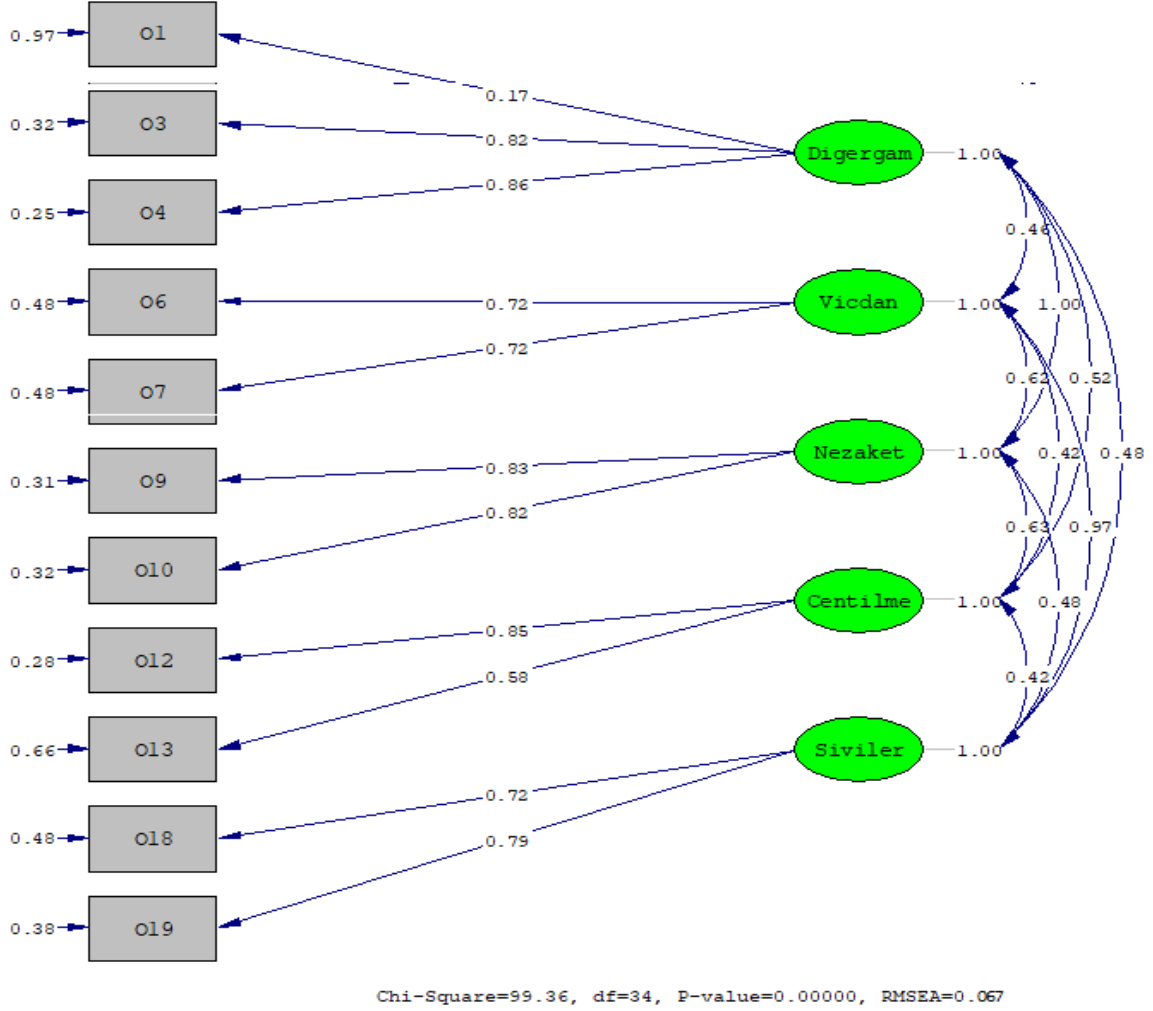 0.97 O1
0.17
0.32 O3
0.82
Digergam 1.00
0.86
0.25 O4
0.46
0.48 O6
0.72
Vicdan 1.00
1.00
0.72
0.62
0.52
0.48 O7
Nezaket 1.00
0.42
0.48
0.83
0.31 O9
0.82
0.63
0.97
0.32 O10
Centilme 1.00
0.48
0.85
0.28 O12
0.58
0.42
0.66 O13
Siviler 1.00
0.72
0.48 O18
0.79
0.38 O19
Chi-Square=99.36, df=34, P-value=0.00000, RMSEA=0.067